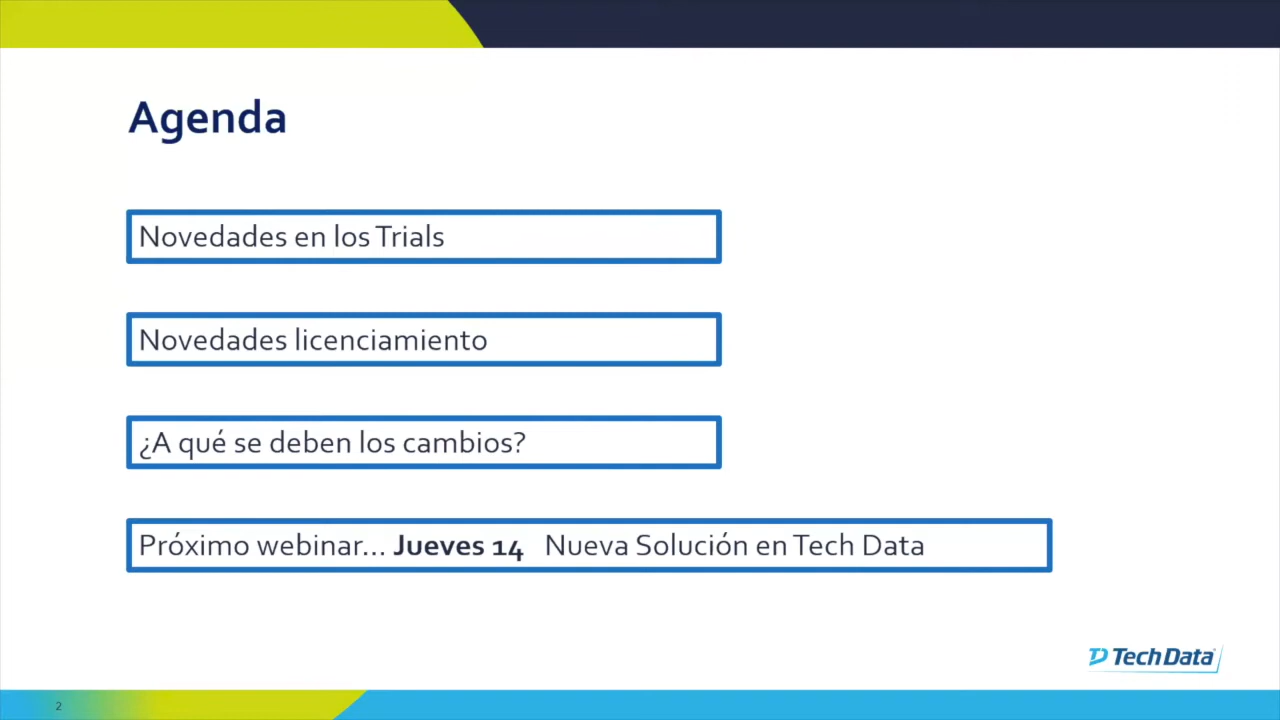 Agenda
Novedades en los Trials
Novedades licenciamiento
¿A qué se deben los cambios?
Próximo webinar... Jueves 14 Nueva Solución en Tech Data
TD Tech Data
2